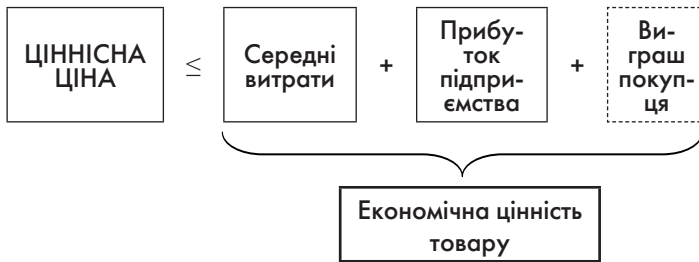 ЦІННІСНА
ЦІНА
≤
Середні
витрати
+
Прибу-
ток
підпри-
ємства
+
Ви-
граш
покуп-
ця
Економічна цінність
товару